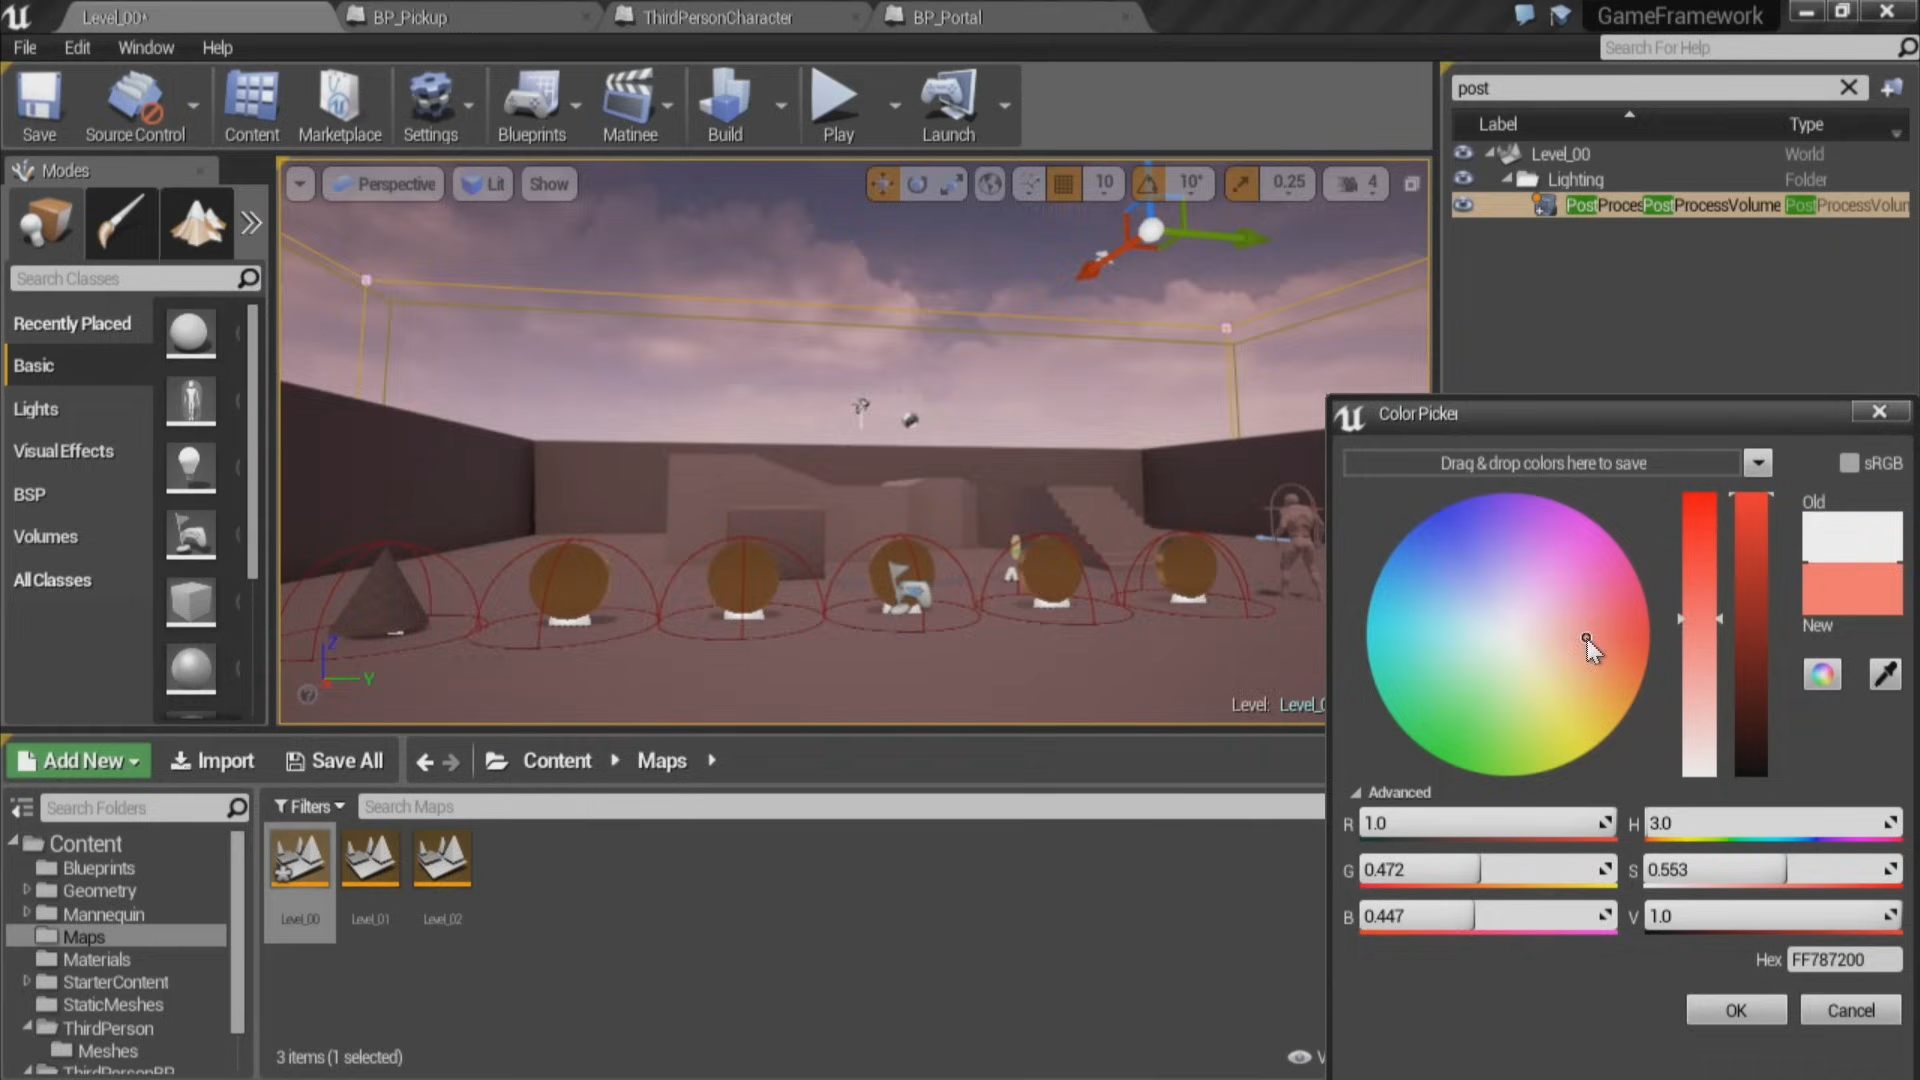 Level_00*
BP_Pickup
ThirdPersonCharacter
BP_Portal
GameFramework
File Edit Window Help
Search For Help
Save
Source Control
Content
Marketplace
Settings
Blueprints
Matinee
Build
Play
Launch
post
Label Type
Level_00 World
Lighting Folder
PostProcesPostProcessVolume PostProcessVolun
Modes
Search Classes
Recently Placed
Basic
Lights
Visual Effects
BSP
Volumes
All Classes
Perspective
Lit
Show
10
10°
0.25
4
Z
Y
Level: Level_0
Color Picker
Drag & drop colors here to save
sRGB
Old
New
Advanced
R 1.0
H 3.0
G 0.472
S 0.553
B 0.447
V 1.0
Hex FF787200
OK
Cancel
Add New
Import
Save All
Content
Maps
Search Folders
Filters
Search Maps
Content
Blueprints
Geometry
Mannequin
Maps
Materials
StarterContent
StaticMeshes
ThirdPerson
Meshes
ThirdPersonBP
Level_00
Level_01
Level_02
3 items (1 selected)
V